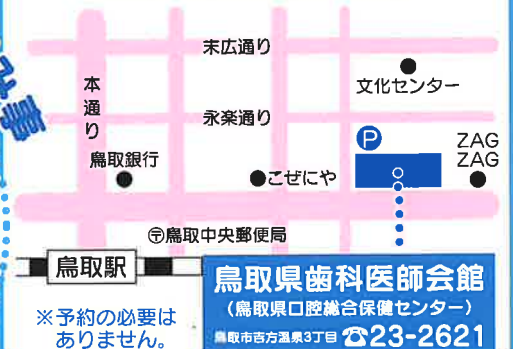 末広通り
文化センター
本通り
永楽通り
P
ZAG
ZAG
鳥取銀行
こぜにや
〶鳥取中央郵便局
鳥取駅
鳥取県歯科医師会館
（鳥取県口腔総合保健センター）
鳥取市吉方温泉3丁目 ☎23-2621
※予約の必要は
ありません。